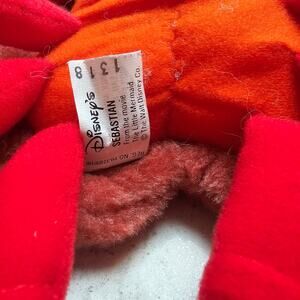 1318
Disney's
SEBASTIAN
From the movie
The Little Mermaid
© The Walt Disney Co.